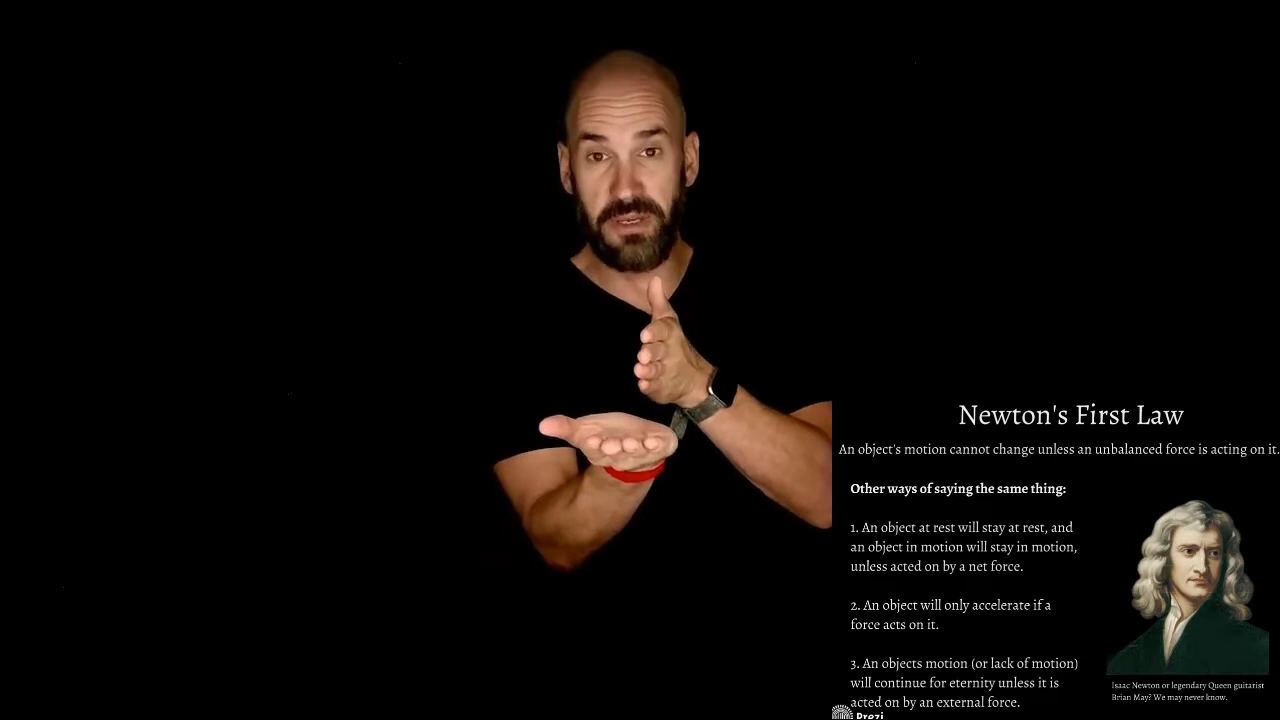 Newton's First Law
An object's motion cannot change unless an unbalanced force is acting on it.
Other ways of saying the same thing:
1. An object at rest will stay at rest, and
an object in motion will stay in motion,
unless acted on by a net force.
2. An object will only accelerate if a
force acts on it.
3. An objects motion (or lack of motion)
will continue for eternity unless it is
acted on by an external force.
Isaac Newton or legendary Queen guitarist
Brian May? We may never know.
Prezi